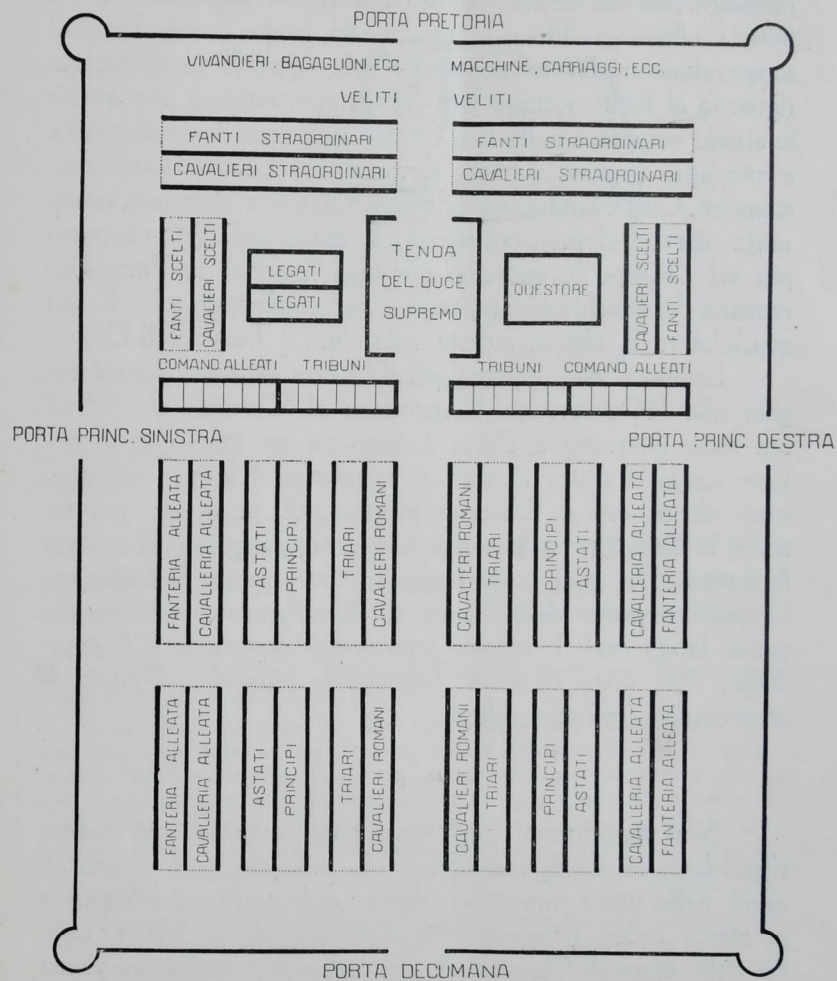 PORTA PRETORIA
VIVANDIERI, BAGAGLIONI, ECC.
MACCHINE, CARRIAGGI, ECC.
VELITI
VELITI
FANTI STRAORDINARI
FANTI STRAORDINARI
CAVALIERI STRAORDINARI
CAVALIERI STRAORDINARI
FANTI SCELTI
CAVALIERI SCELTI
LEGATI
LEGATI
TENDA
DEL DUCE
SUPREMO
QUESTORE
CAVALIERI SCELTI
FANTI SCELTI
COMAND. ALLEATI
TRIBUNI
TRIBUNI
COMAND ALLEATI
PORTA PRINC. SINISTRA
PORTA PRINC. DESTRA
FANTERIA ALLEATA
CAVALLERIA ALLEATA
ASTATI
PRINCIPI
TRIARI
CAVALIERI ROMANI
CAVALIERI ROMANI
TRIARI
PRINCIPI
ASTATI
CAVALLERIA ALLEATA
FANTERIA ALLEATA
FANTERIA ALLEATA
CAVALLERIA ALLEATA
ASTATI
PRINCIPI
TRIARI
CAVALIERI ROMANI
CAVALIERI ROMANI
TRIARI
PRINCIPI
ASTATI
CAVALLERIA ALLEATA
FANTERIA ALLEATA
PORTA DECUMANA